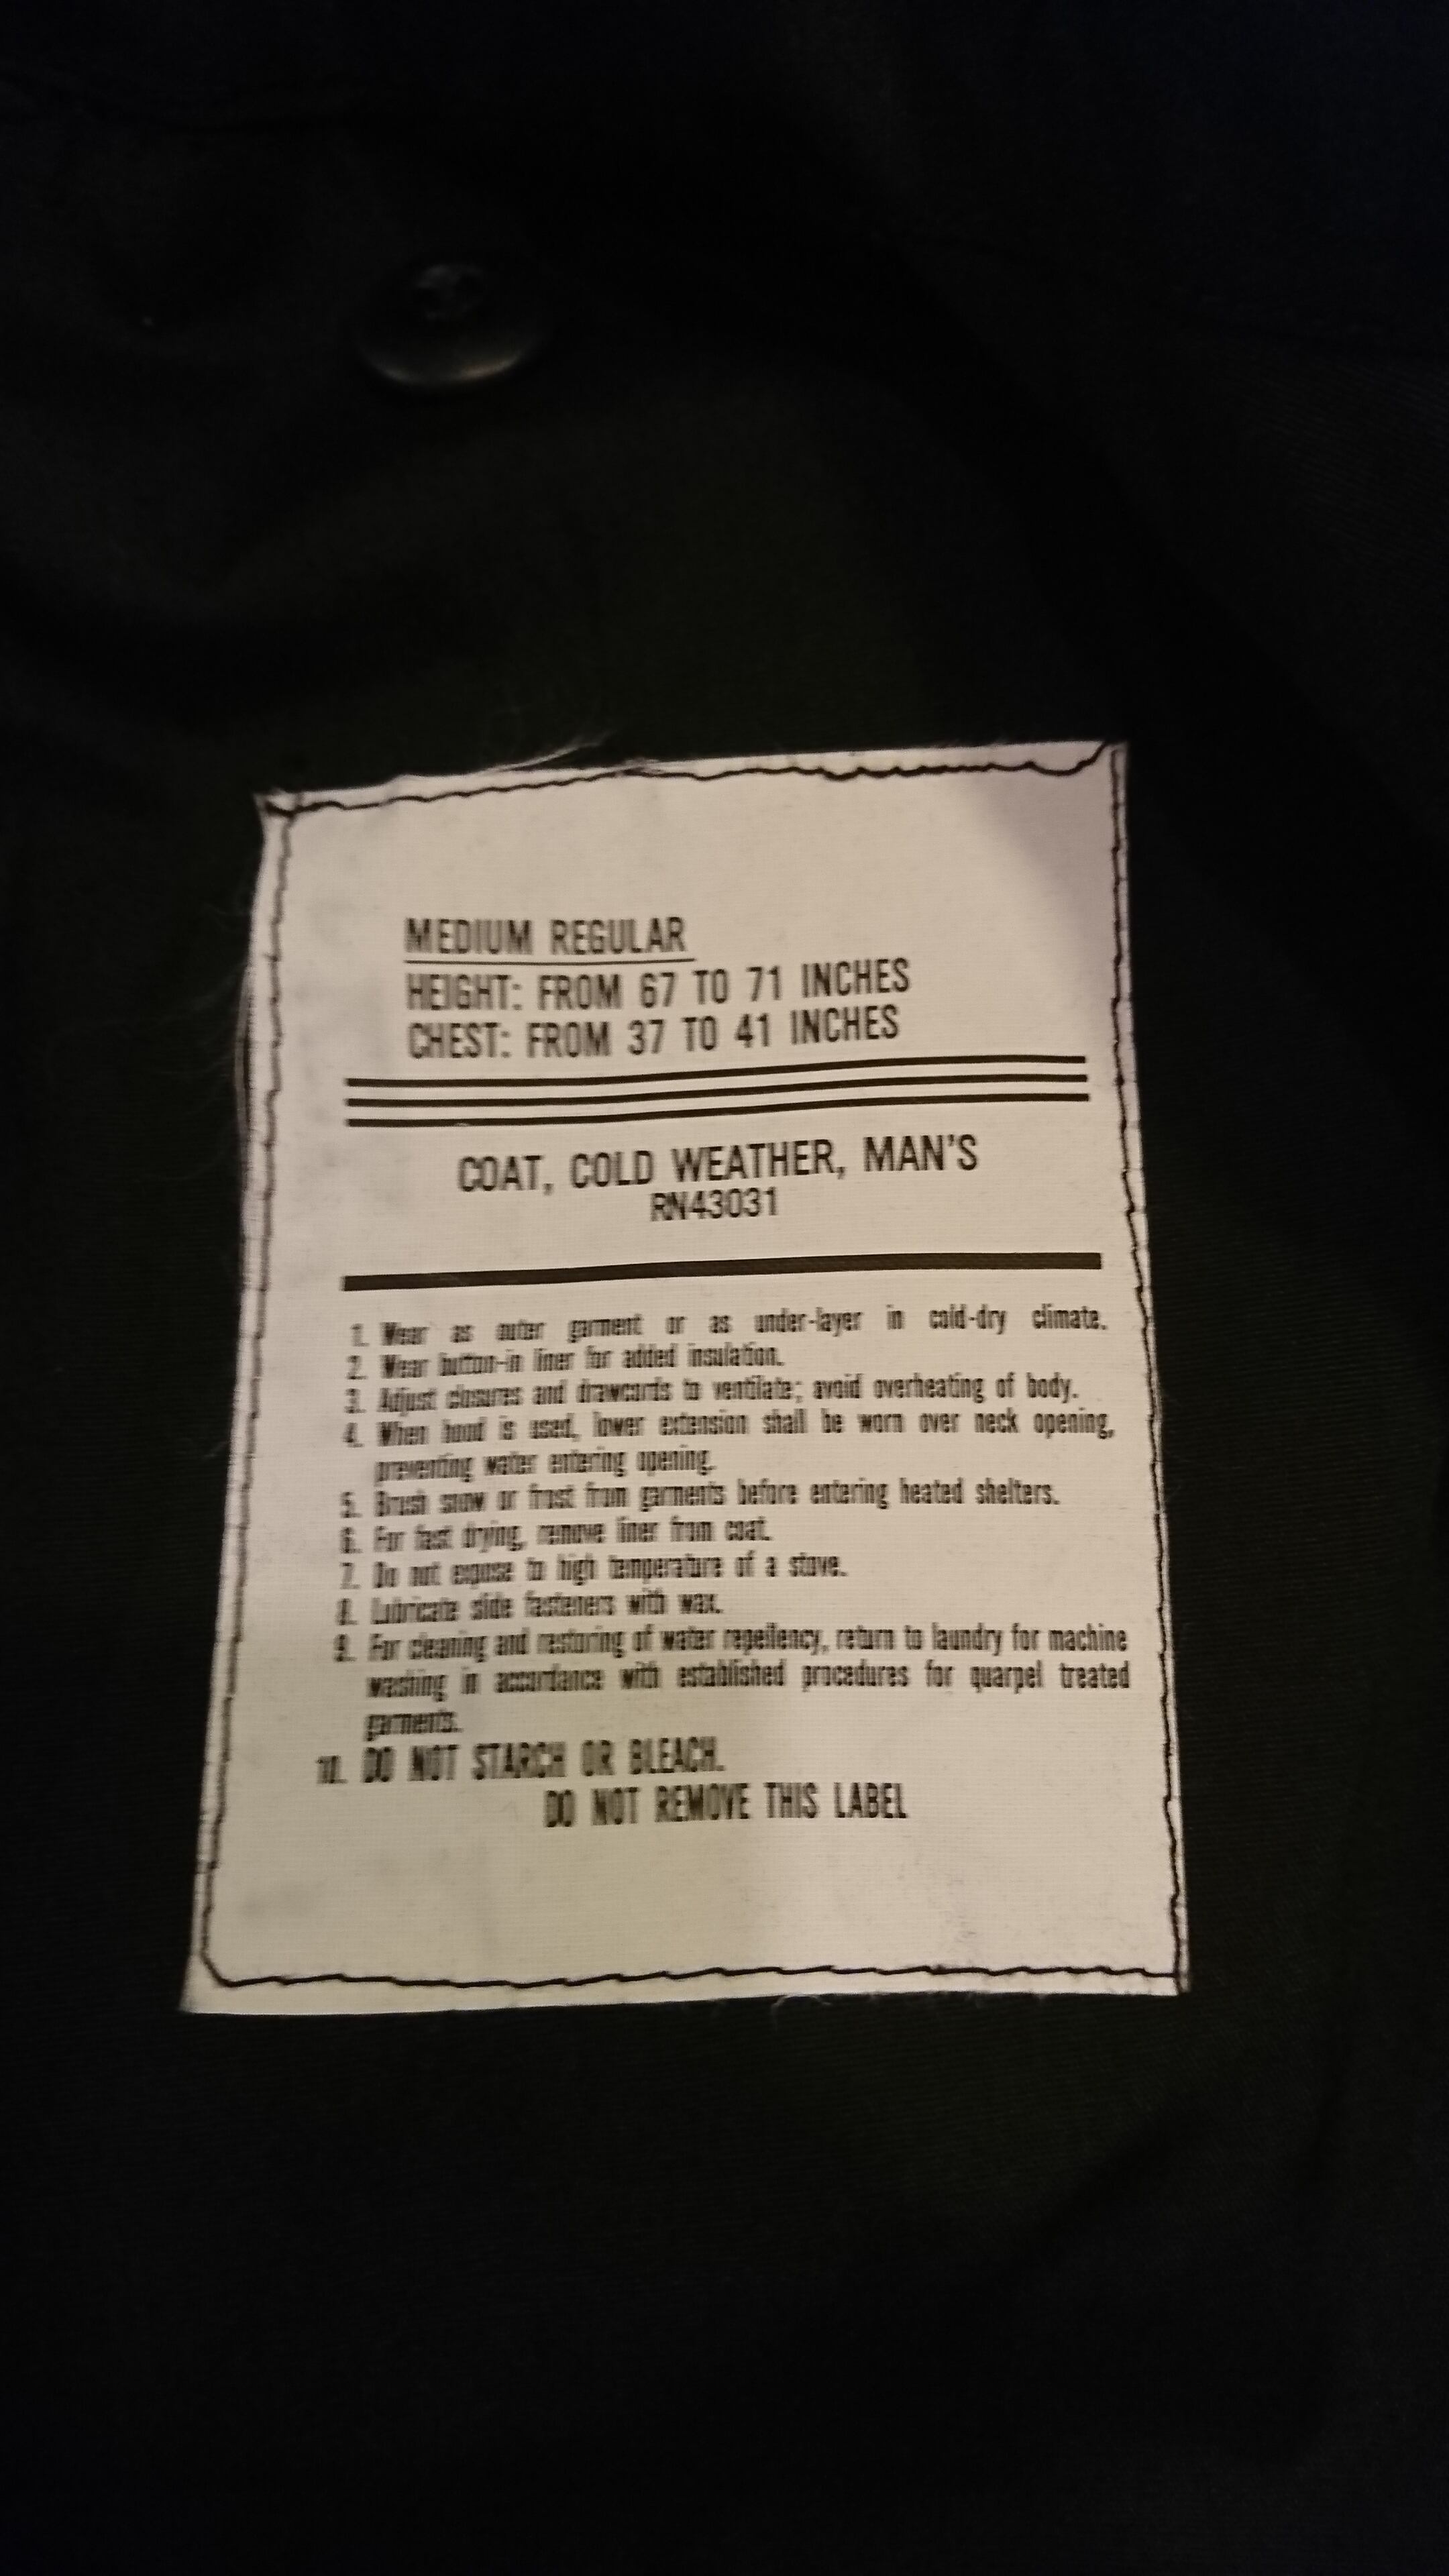 MEDIUM REGULAR
HEIGHT: FROM 67 TO 71 INCHES
CHEST: FROM 37 TO 41 INCHES
COAT, COLD WEATHER, MAN'S
RN43031
1. Wear as outer garment or as under-layer in cold-dry climate.
2. Wear button-in liner for added insulation.
3. Adjust closures and drawcords to ventilate; avoid overheating of body.
4. When hood is used, lower extension shall be worn over neck opening,
preventing water entering opening.
5. Brush snow or frost from garments before entering heated shelters.
6. For fast drying, remove liner from coat.
7. Do not expose to high temperature of a stove.
8. Lubricate slide fasteners with wax.
9. For cleaning and restoring of water repellency, return to laundry for machine
washing in accordance with established procedures for quarpel treated
garments.
10. DO NOT STARCH OR BLEACH.
DO NOT REMOVE THIS LABEL